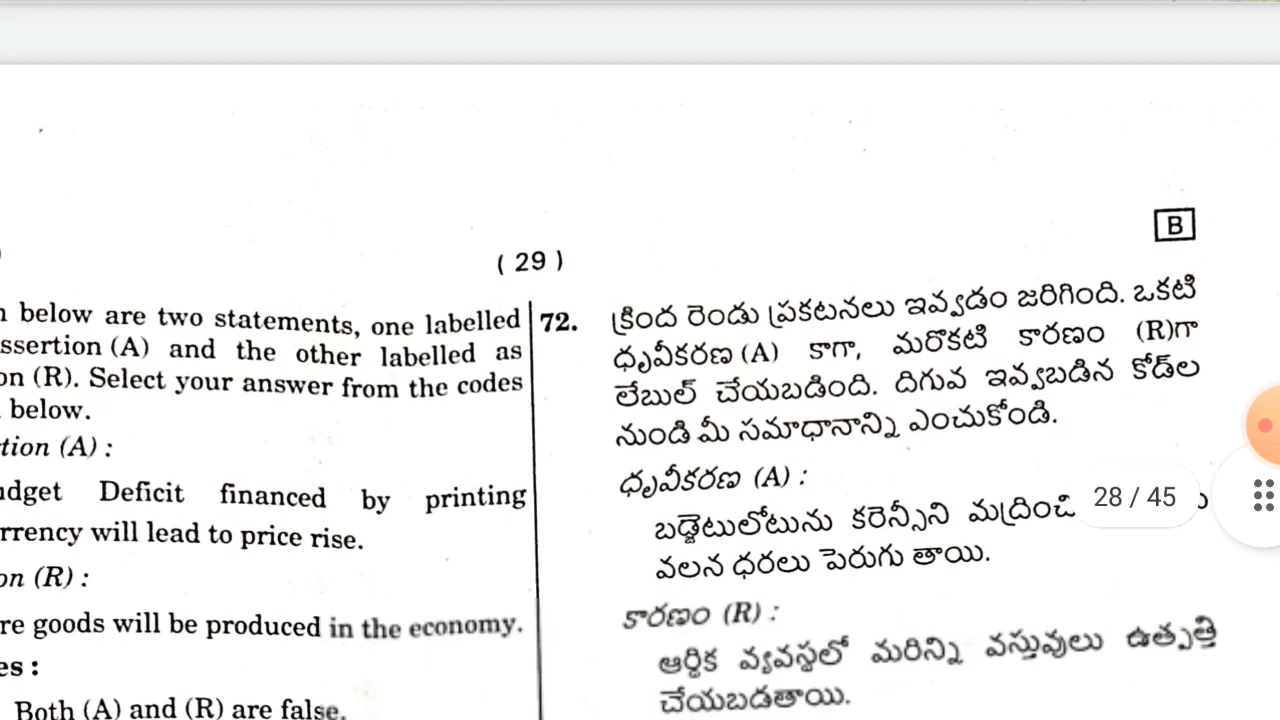 B
( 29 )
below are two statements, one labelled
ssertion (A) and the other labelled as
on (R). Select your answer from the codes
below.
tion (A) :
dget Deficit financed by printing
rrency will lead to price rise.
on (R) :
re goods will be produced in the economy.
es :
Both (A) and (R) are false.
72. క్రింద రెండు ప్రకటనలు ఇవ్వడం జరిగింది. ఒకటి
ధృవీకరణ (A) కాగా, మరొకటి కారణం (R)గా
లేబుల్ చేయబడింది. దిగువ ఇవ్వబడిన కోడ్‌ల
నుండి మీ సమాధానాన్ని ఎంచుకోండి.
ధృవీకరణ (A) :
బడ్జెటులోటును కరెన్సీని మద్రించి
వలన ధరలు పెరుగు తాయి.
కారణం (R) :
ఆర్థిక వ్యవస్థలో మరిన్ని వస్తువులు ఉత్పత్తి
చేయబడతాయి.
28 / 45